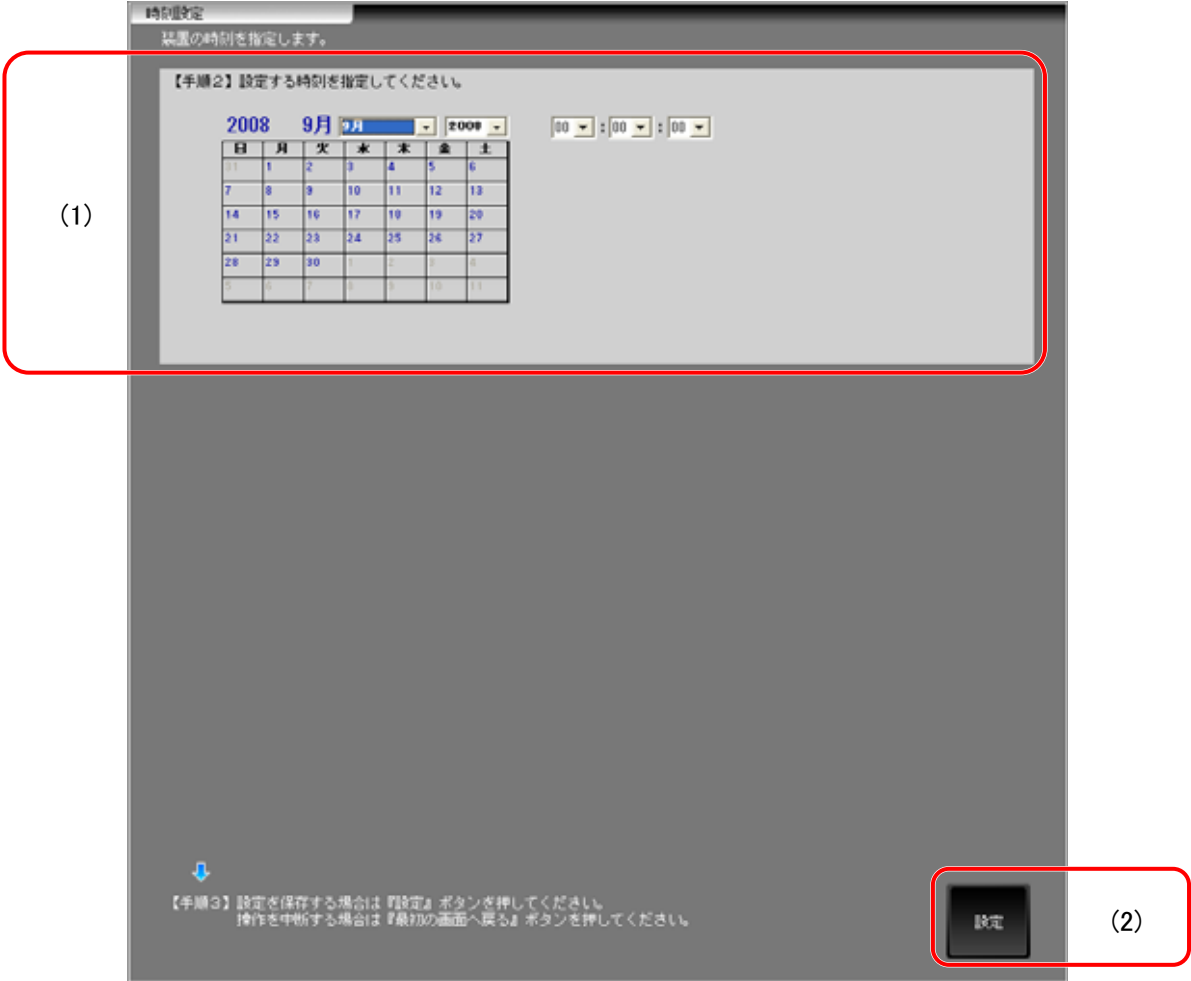 時刻設定
装置の時刻を指定します。
【手順2】設定する時刻を指定してください。
2008 9月 9月 2008 00 : 00 : 00
日 月 火 水 木 金 土
31 1 2 3 4 5 6
7 8 9 10 11 12 13
(1)
14 15 16 17 18 19 20
21 22 23 24 25 26 27
28 29 30 1 2 3 4
5 6 7 8 9 10 11
【手順3】設定を保存する場合は『設定』ボタンを押してください。
操作を中断する場合は『最初の画面へ戻る』ボタンを押してください。
設定
(2)